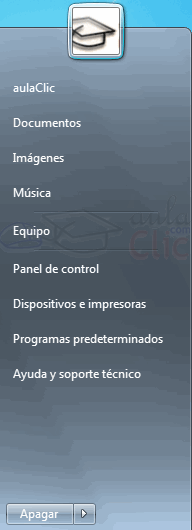 aulaClic
Documentos
Imágenes
Música
Equipo
Panel de control
Dispositivos e impresoras
Programas predeterminados
Ayuda y soporte técnico
Apagar